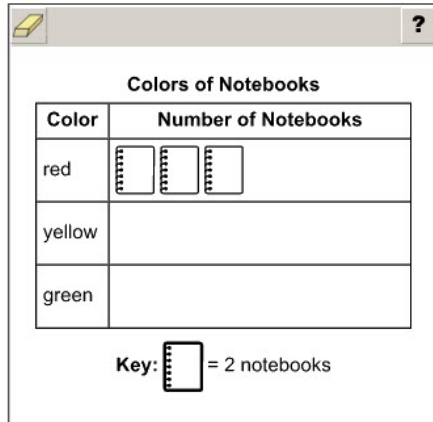 ?
Colors of Notebooks
Color Number of Notebooks
red
yellow
green
Key: = 2 notebooks